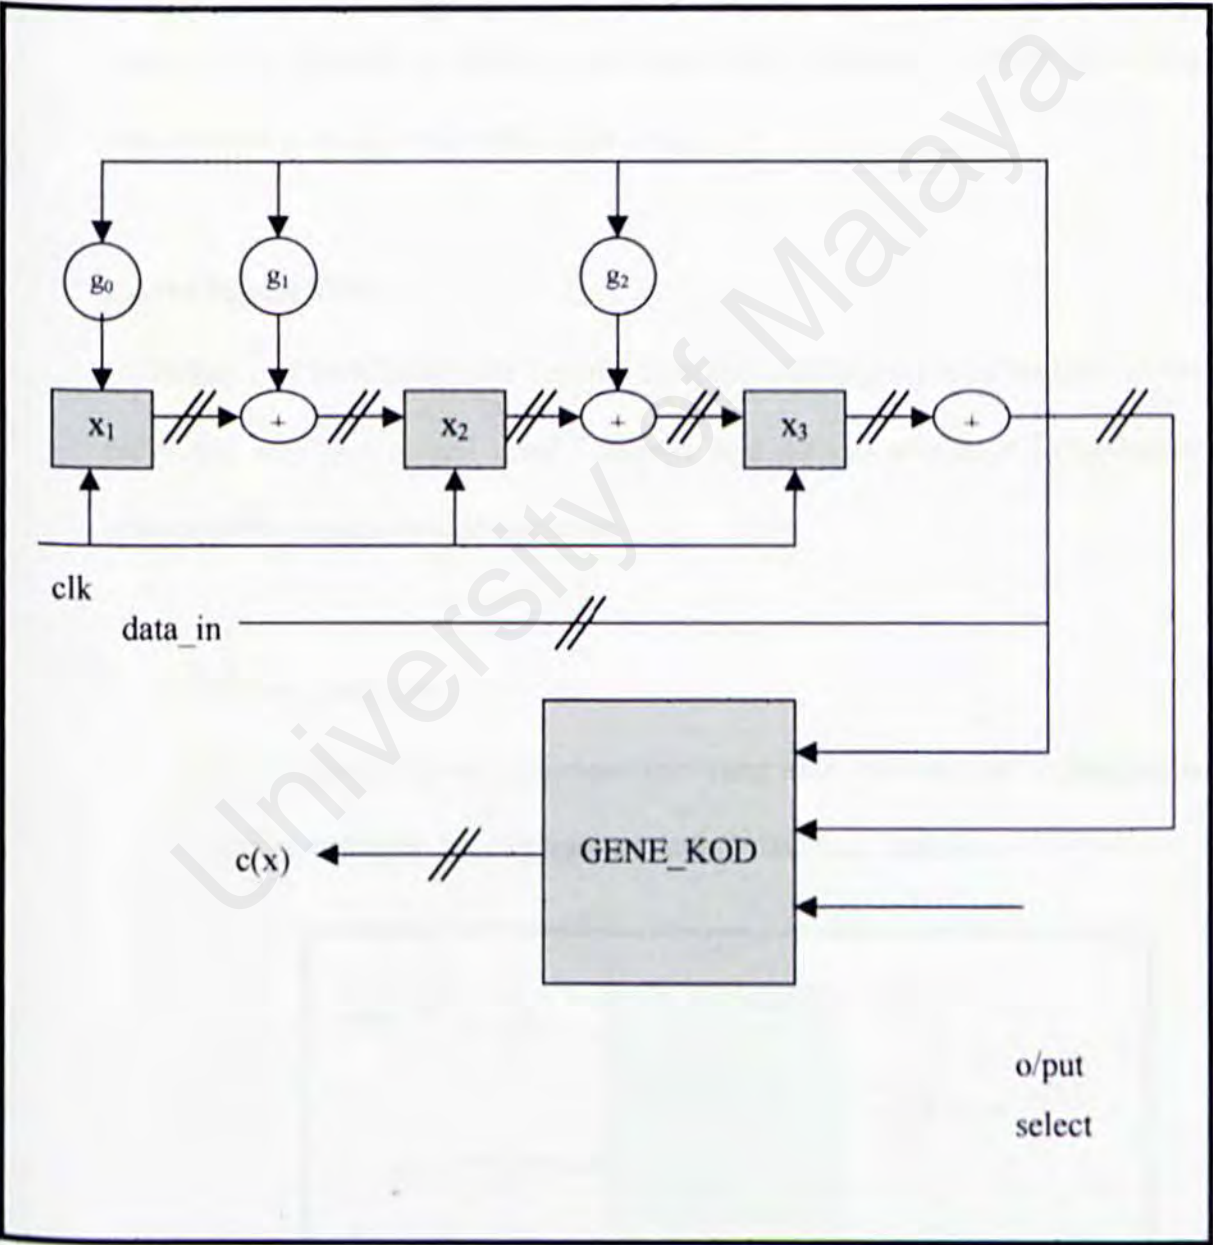 g₀ g₁ g₂
x₁ + x₂ + x₃ +
clk
data_in
c(x) GENE_KOD
o/put
select
University of Malaya